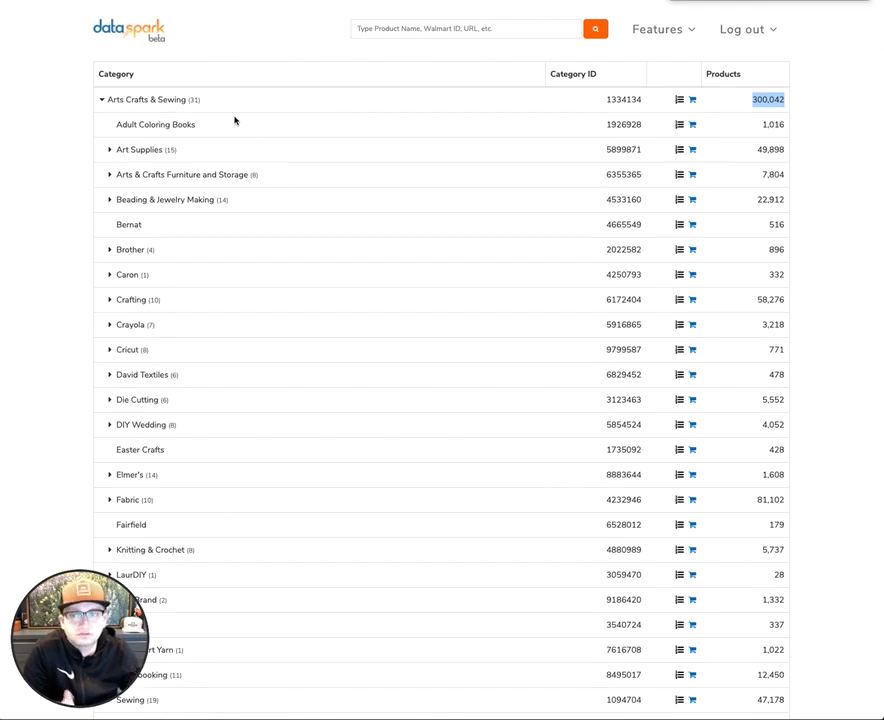 data spark
beta
Type Product Name, Walmart ID, URL, etc.
Features
Log out
Category Category ID Products
Arts Crafts & Sewing (31) 1334134 300,042
Adult Coloring Books 1926928 1,016
Art Supplies (15) 5899871 49,898
Arts & Crafts Furniture and Storage (8) 6355365 7,804
Beading & Jewelry Making (14) 4533160 22,912
Bernat 4665549 516
Brother (4) 2022582 896
Caron (1) 4250793 332
Crafting (10) 6172404 58,276
Crayola (7) 5916865 3,218
Cricut (8) 9799587 771
David Textiles (6) 6829452 478
Die Cutting (6) 3123463 5,552
DIY Wedding (8) 5854524 4,052
Easter Crafts 1735092 428
Elmer's (14) 8883644 1,608
Fabric (10) 4232946 81,102
Fairfield 6528012 179
Knitting & Crochet (8) 4880989 5,737
LaurDIY (1) 3059470 28
Brand (2) 9186420 1,332
3540724 337
rt Yarn (1) 7616708 1,022
booking (11) 8495017 12,450
Sewing (19) 1094704 47,178